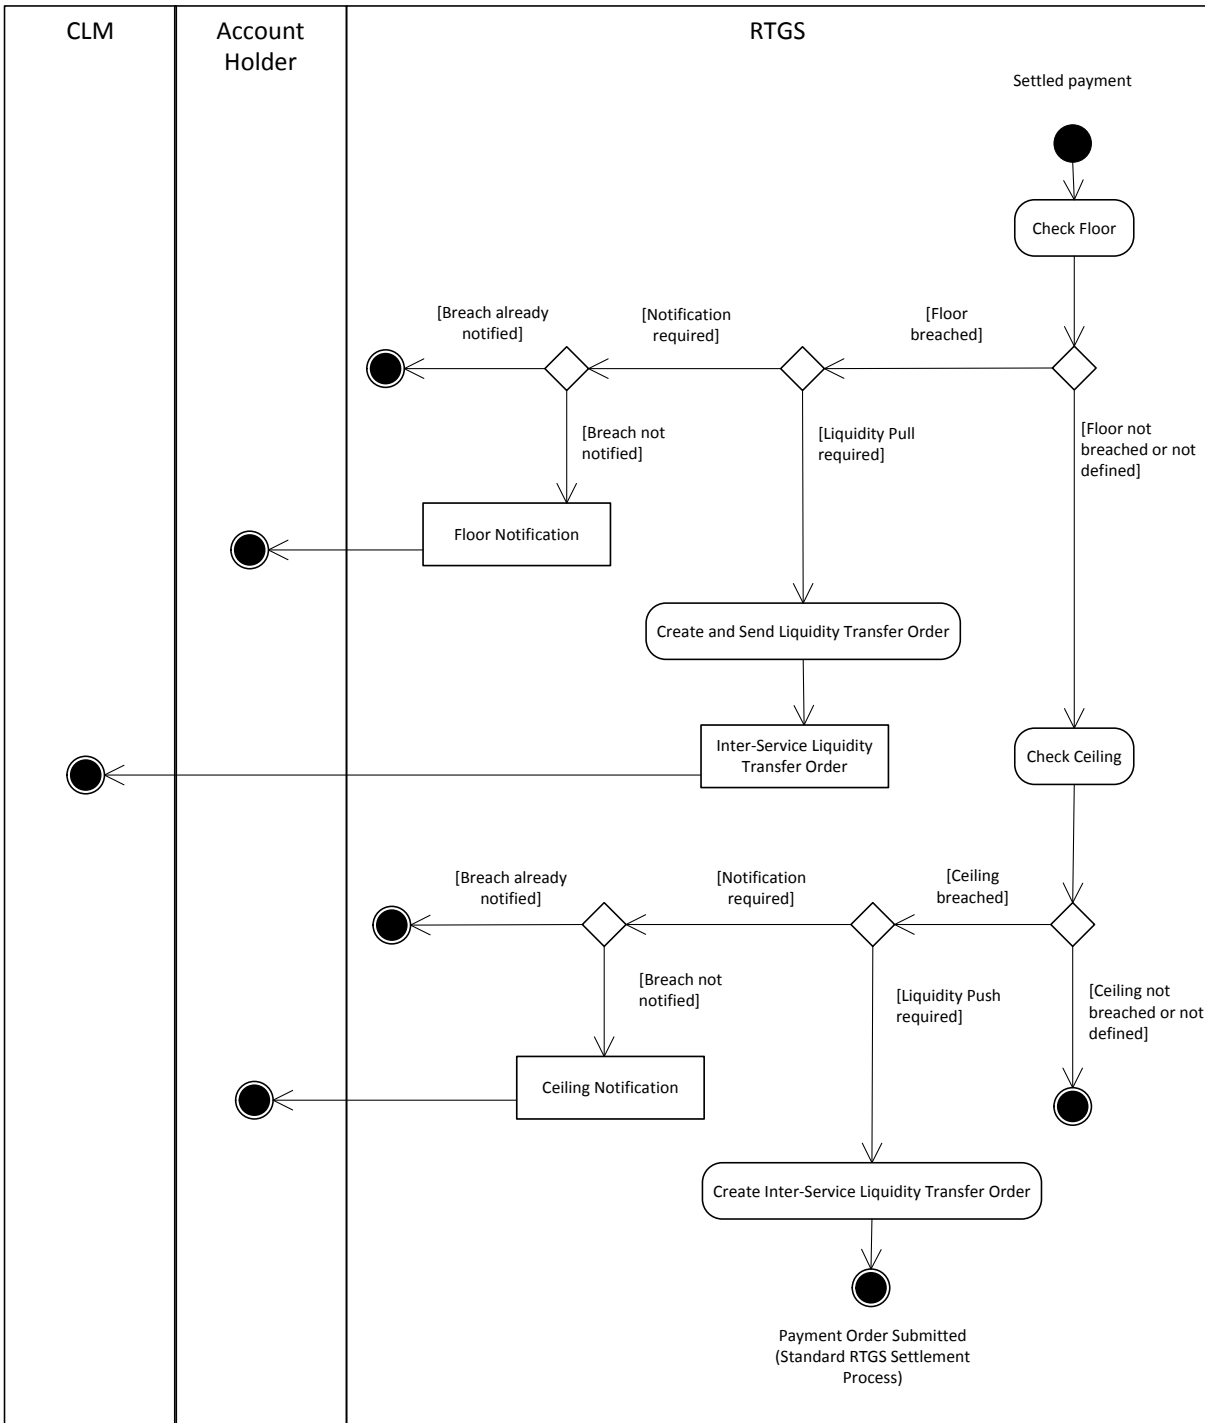 CLM
Account
Holder
RTGS
Settled payment
Check Floor
[Breach already
notified]
[Notification
required]
[Floor
breached]
[Breach not
notified]
[Liquidity Pull
required]
[Floor not
breached or not
defined]
Floor Notification
Create and Send Liquidity Transfer Order
Inter-Service Liquidity
Transfer Order
Check Ceiling
[Breach already
notified]
[Notification
required]
[Ceiling
breached]
[Breach not
notified]
[Liquidity Push
required]
[Ceiling not
breached or not
defined]
Ceiling Notification
Create Inter-Service Liquidity Transfer Order
Payment Order Submitted
(Standard RTGS Settlement
Process)